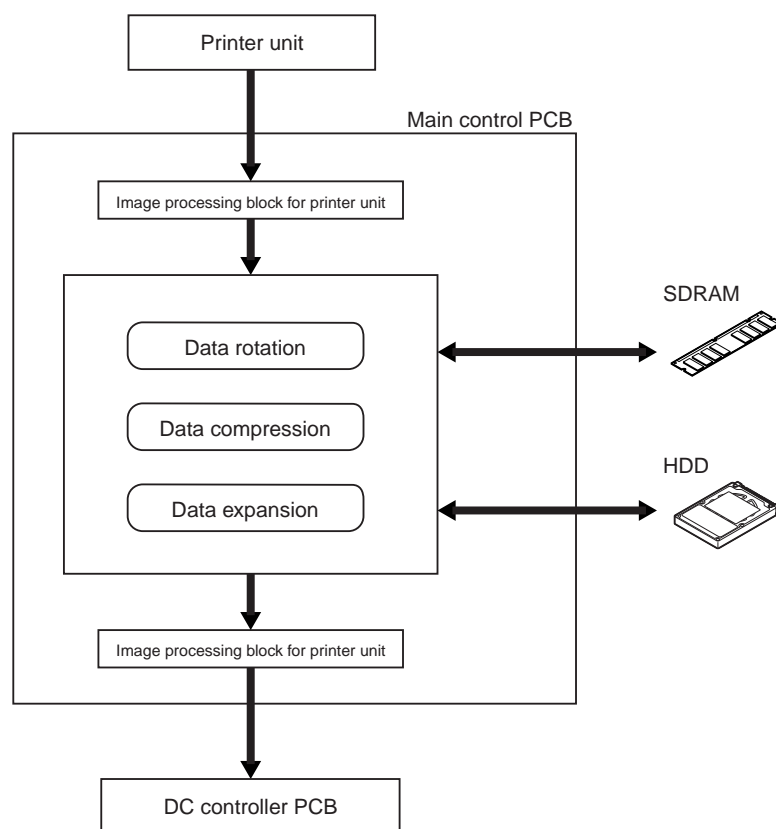 Printer unit
Main control PCB
Image processing block for printer unit
SDRAM
Data rotation
Data compression
HDD
Data expansion
Image processing block for printer unit
DC controller PCB